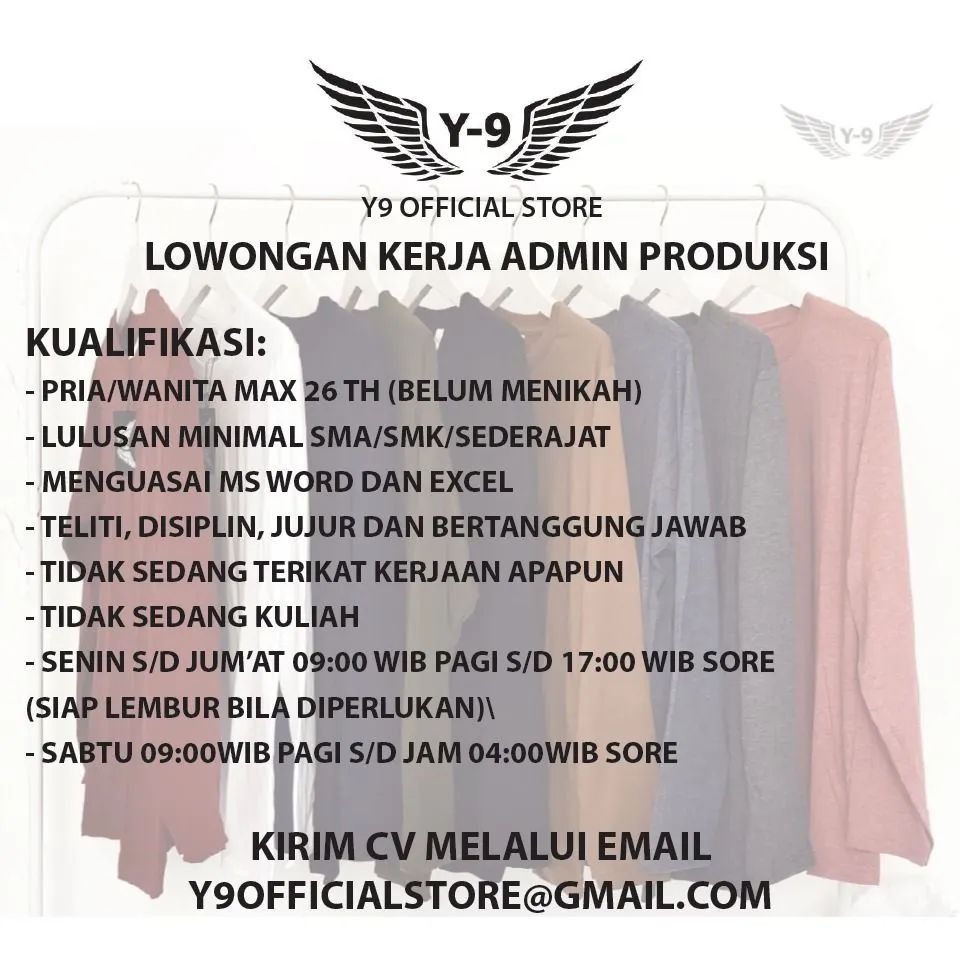 Y-9
Y-9
Y9 OFFICIAL STORE
LOWONGAN KERJA ADMIN PRODUKSI
KUALIFIKASI:
- PRIA/WANITA MAX 26 TH (BELUM MENIKAH)
- LULUSAN MINIMAL SMA/SMK/SEDERAJAT
- MENGUASAI MS WORD DAN EXCEL
- TELITI, DISIPLIN, JUJUR DAN BERTANGGUNG JAWAB
- TIDAK SEDANG TERIKAT KERJAAN APAPUN
- TIDAK SEDANG KULIAH
- SENIN S/D JUM’AT 09:00 WIB PAGI S/D 17:00 WIB SORE
(SIAP LEMBUR BILA DIPERLUKAN)\
- SABTU 09:00WIB PAGI S/D JAM 04:00WIB SORE
KIRIM CV MELALUI EMAIL
Y9OFFICIALSTORE@GMAIL.COM